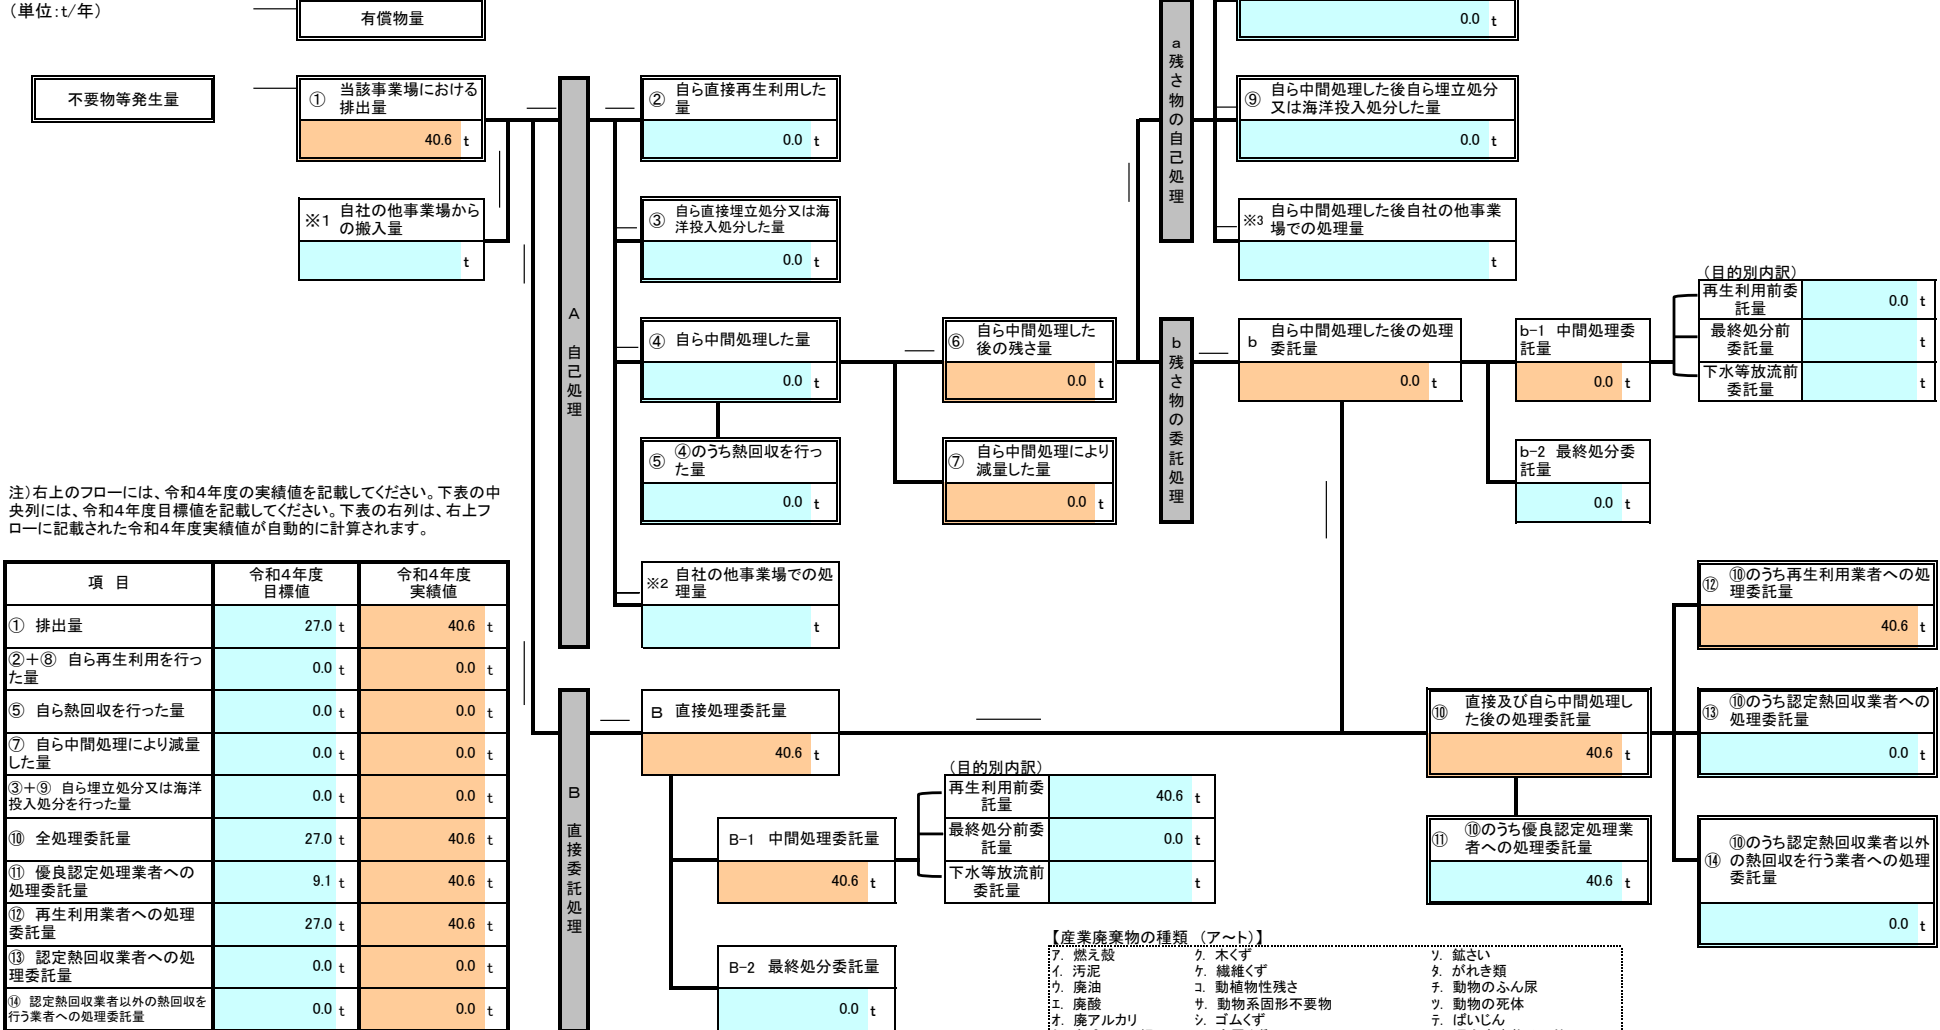 （単位：t/年）
有償物量
0.0 t
不要物等発生量
① 当該事業場における
排出量
40.6 t
※1 自社の他事業場から
の搬入量
t
A 自己処理
② 自ら直接再生利用した
量
0.0 t
③ 自ら直接埋立処分又は海
洋投入処分した量
0.0 t
④ 自ら中間処理した量
0.0 t
⑤ ④のうち熱回収を行っ
た量
0.0 t
※2 自社の他事業場での処
理量
t
⑥ 自ら中間処理した
後の残さ量
0.0 t
⑦ 自ら中間処理により
減量した量
0.0 t
a 残さ物の自己処理
⑨ 自ら中間処理した後自ら埋立処分
又は海洋投入処分した量
0.0 t
※3 自ら中間処理した後自社の他事業
場での処理量
t
b 残さ物の委託処理
b 自ら中間処理した後の処理
委託量
0.0 t
b-1 中間処理委
託量
0.0 t
b-2 最終処分委
託量
0.0 t
（目的別内訳）
再生利用前委
託量
0.0 t
最終処分前
委託量
t
下水等放流前
委託量
t
注）右上のフローには、令和4年度の実績値を記載してください。下表の中
央列には、令和4年度目標値を記載してください。下表の右列は、右上フ
ローに記載された令和4年度実績値が自動的に計算されます。
項 目 令和4年度
目標値 令和4年度
実績値
① 排出量 27.0 t 40.6 t
②＋⑧ 自ら再生利用を行っ
た量 0.0 t 0.0 t
⑤ 自ら熱回収を行った量 0.0 t 0.0 t
⑦ 自ら中間処理により減量
した量 0.0 t 0.0 t
③＋⑨ 自ら埋立処分又は海洋
投入処分を行った量 0.0 t 0.0 t
⑩ 全処理委託量 27.0 t 40.6 t
⑪ 優良認定処理業者への
処理委託量 9.1 t 40.6 t
⑫ 再生利用業者への処理
委託量 27.0 t 40.6 t
⑬ 認定熱回収業者への処
理委託量 0.0 t 0.0 t
⑭ 認定熱回収業者以外の熱回収を
行う業者への処理委託量 0.0 t 0.0 t
B 直接委託処理
B 直接処理委託量
40.6 t
B-1 中間処理委託量
40.6 t
B-2 最終処分委託量
0.0 t
（目的別内訳）
再生利用前委
託量
40.6 t
最終処分前委
託量
0.0 t
下水等放流前
委託量
t
⑩ 直接及び自ら中間処理し
た後の処理委託量
40.6 t
⑪ ⑩のうち優良認定処理業
者への処理委託量
40.6 t
⑫ ⑩のうち再生利用業者への処
理委託量
40.6 t
⑬ ⑩のうち認定熱回収業者への
処理委託量
0.0 t
⑭ ⑩のうち認定熱回収業者以外
の熱回収を行う業者への処理
委託量
0.0 t
【産業廃棄物の種類 （ア～ト）】
ア．燃え殻 ク．木くず ソ．鉱さい
イ．汚泥 ケ．繊維くず タ．がれき類
ウ．廃油 コ．動植物性残さ チ．動物のふん尿
エ．廃酸 サ．動物系固形不要物 ツ．動物の死体
オ．廃アルカリ シ．ゴムくず テ．ばいじん